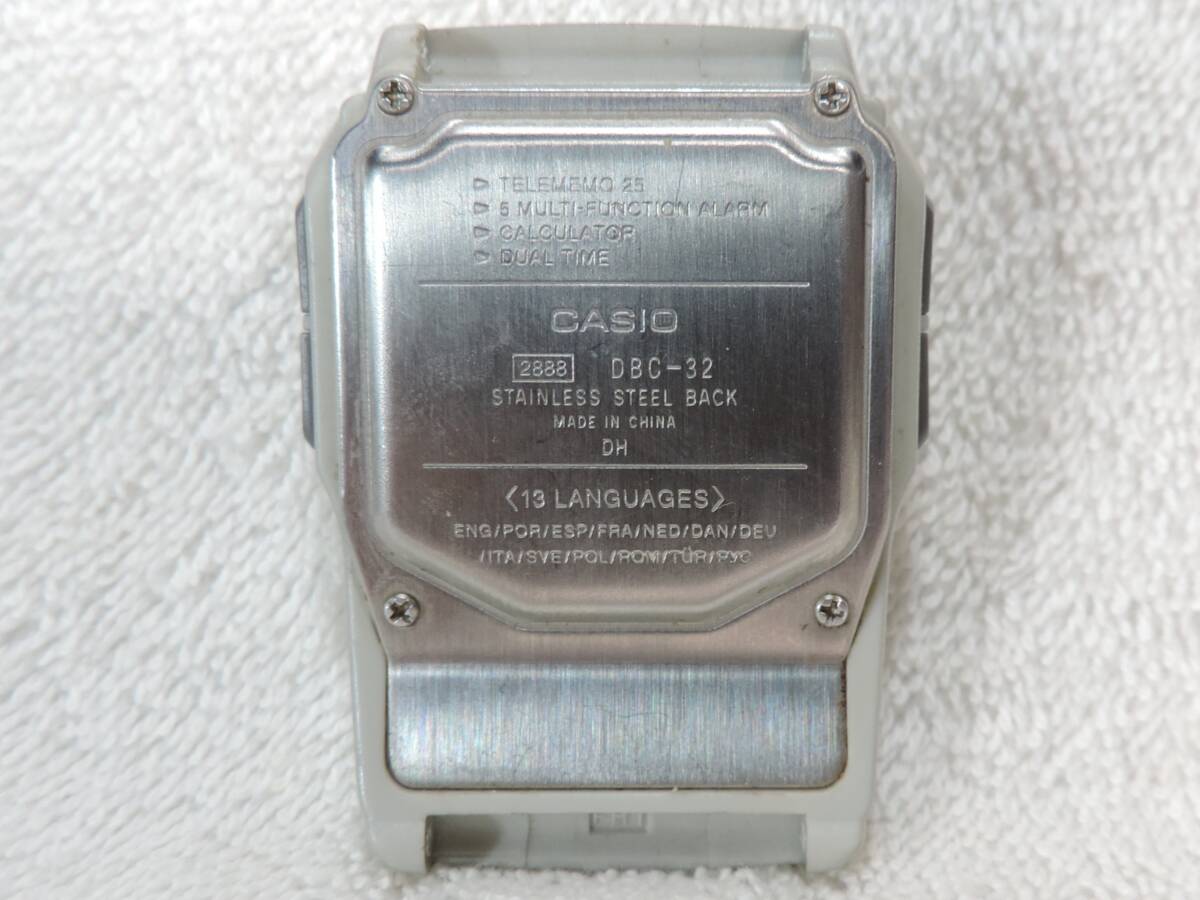 TELEMEMO 25
5 MULTI-FUNCTION ALARM
CALCULATOR
DUAL TIME
CASIO
2888 DBC-32
STAINLESS STEEL BACK
MADE IN CHINA
DH
<13 LANGUAGES>
ENG/POR/ESP/FRA/NED/DAN/DEU
/ITA/SVE/POL/ROM/TÜR/РУС